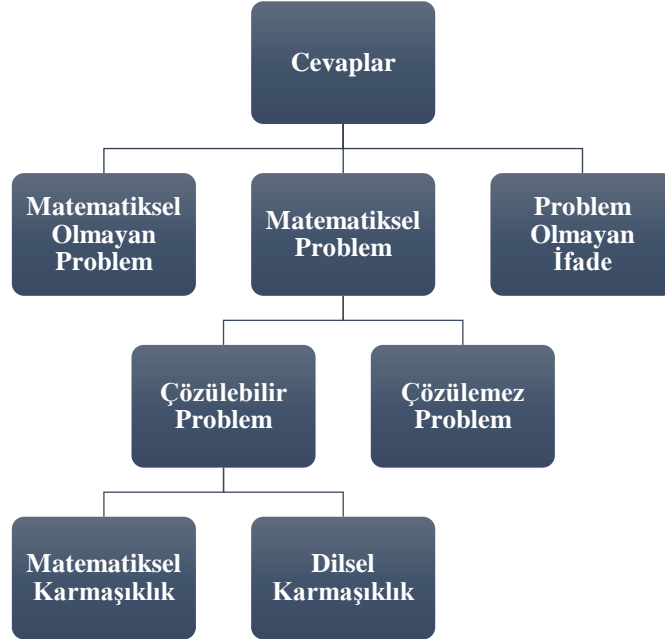 Cevaplar
Matematiksel
Olmayan
Problem
Matematiksel
Problem
Problem
Olmayan
İfade
Çözülebilir
Problem
Çözülemez
Problem
Matematiksel
Karmaşıklık
Dilsel
Karmaşıklık